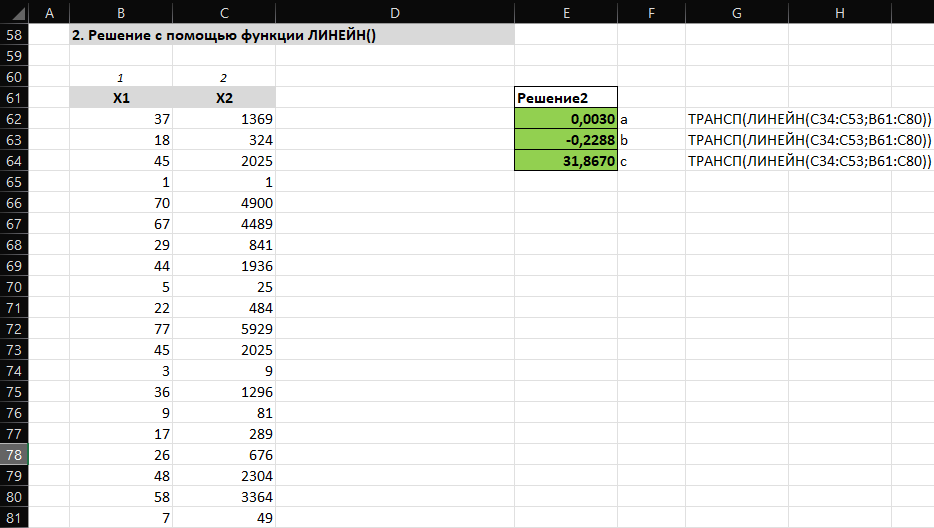 A B C D E F G H
58 2. Решение с помощью функции ЛИНЕЙН()
59
60 1 2
61 X1 X2 Решение2
62 37 1369 0,0030 a ТРАНСП(ЛИНЕЙН(C34:C53;B61:C80))
63 18 324 -0,2288 b ТРАНСП(ЛИНЕЙН(C34:C53;B61:C80))
64 45 2025 31,8670 c ТРАНСП(ЛИНЕЙН(C34:C53;B61:C80))
65 1 1
66 70 4900
67 67 4489
68 29 841
69 44 1936
70 5 25
71 22 484
72 77 5929
73 45 2025
74 3 9
75 36 1296
76 9 81
77 17 289
78 26 676
79 48 2304
80 58 3364
81 7 49